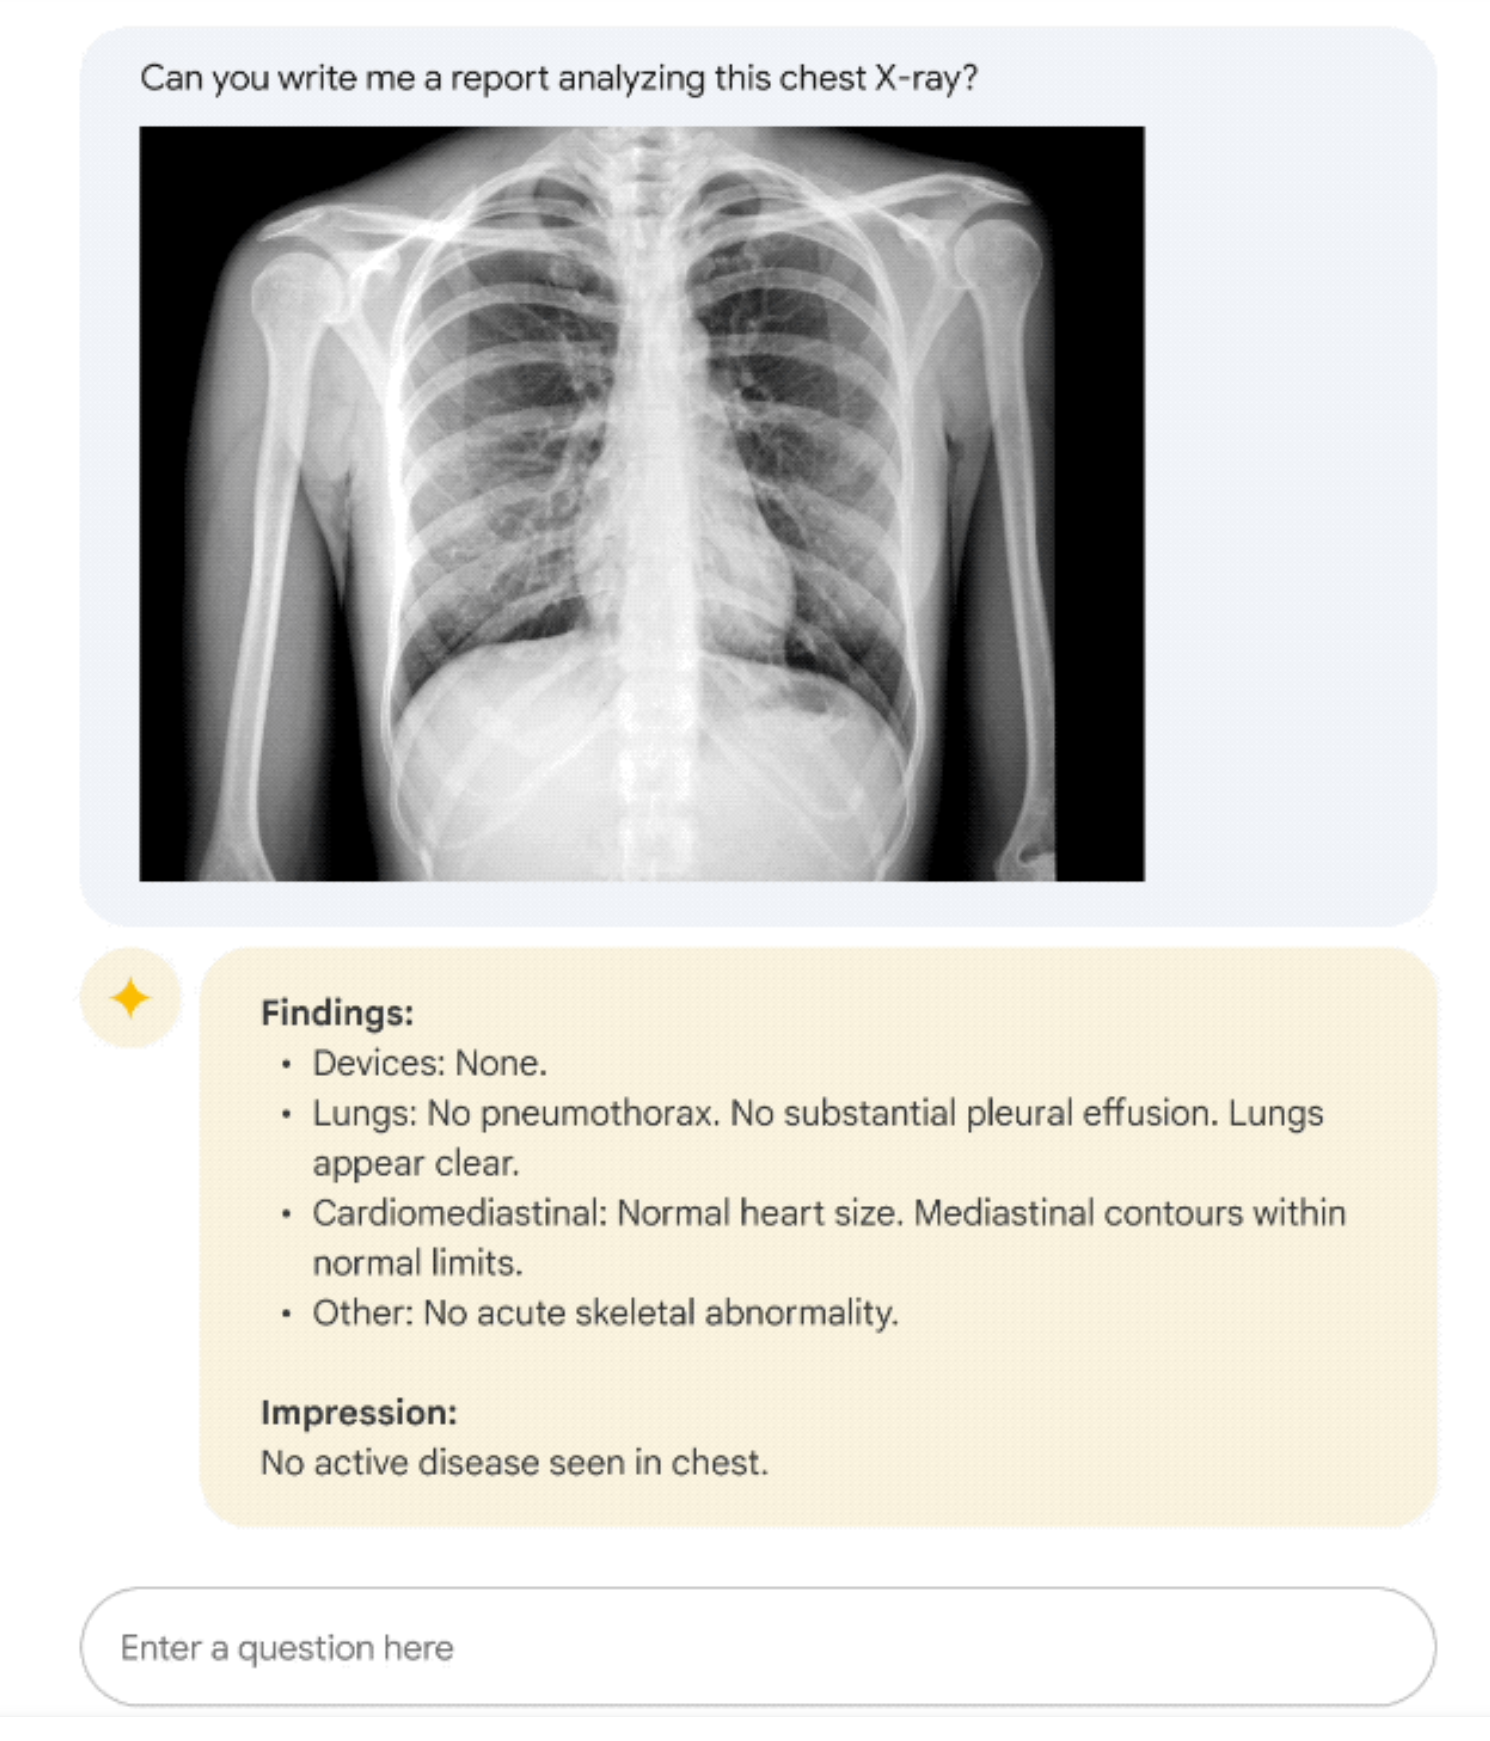 Can you write me a report analyzing this chest X-ray?
Findings:
• Devices: None.
• Lungs: No pneumothorax. No substantial pleural effusion. Lungs
appear clear.
• Cardiomediastinal: Normal heart size. Mediastinal contours within
normal limits.
• Other: No acute skeletal abnormality.
Impression:
No active disease seen in chest.
Enter a question here